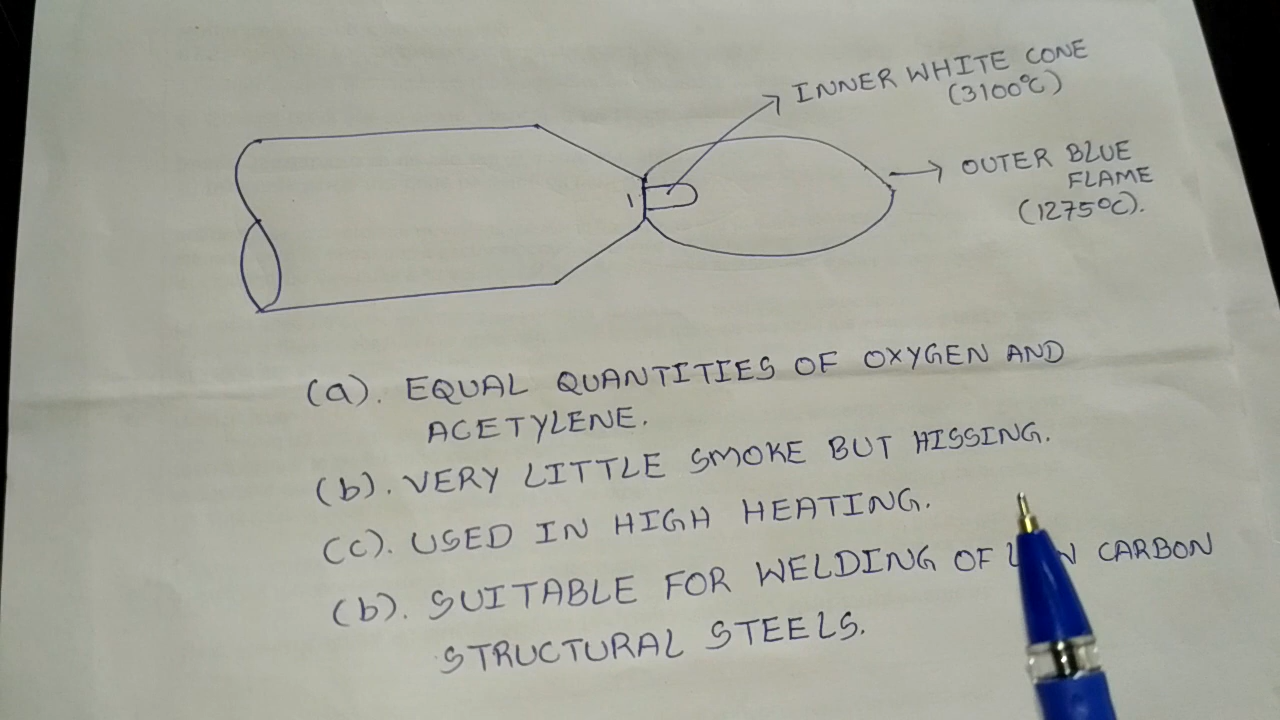 INNER WHITE CONE
(3100°C)
OUTER BLUE
FLAME
(1275°C).
(a). EQUAL QUANTITIES OF OXYGEN AND
ACETYLENE.
(b). VERY LITTLE SMOKE BUT HISSING.
(c). USED IN HIGH HEATING.
(b). SUITABLE FOR WELDING OF CARBON
STRUCTURAL STEELS.